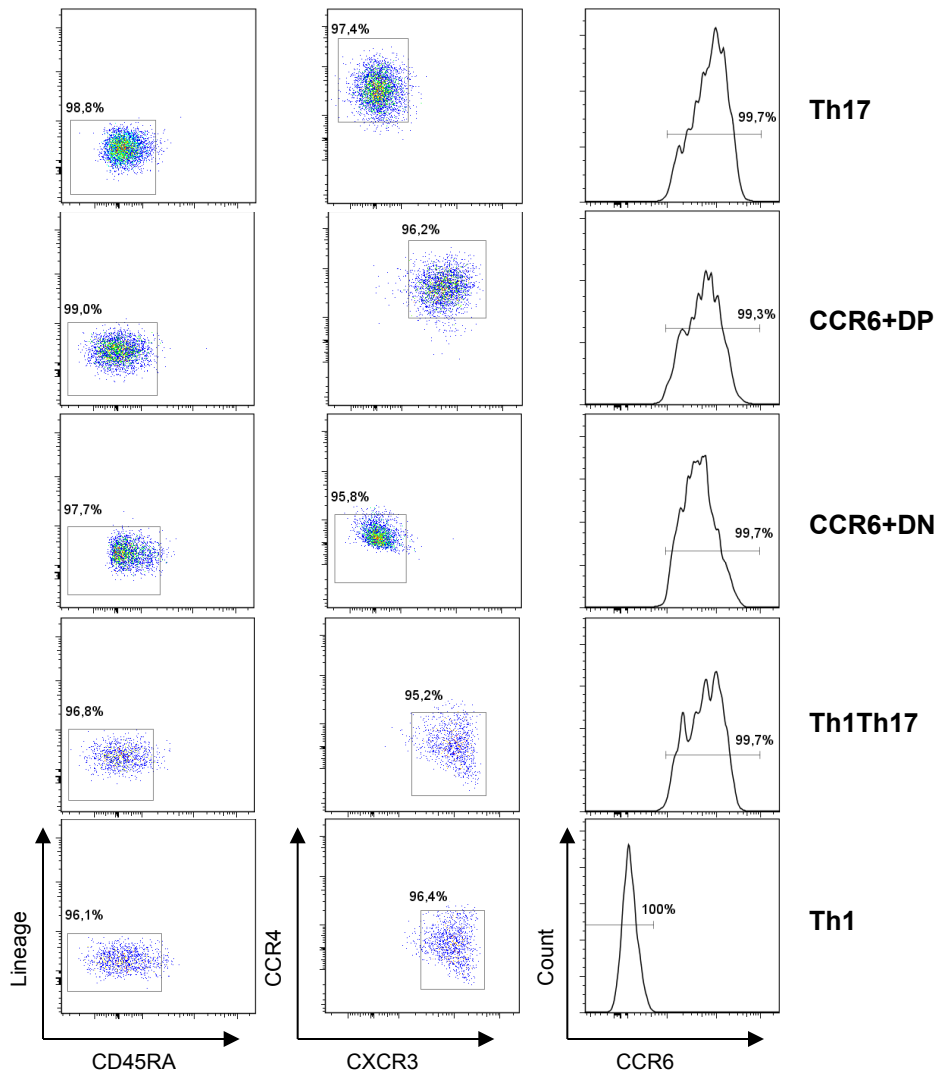 98,8%
97,4%
99,7%
Th17
99,0%
96,2%
99,3%
CCR6+DP
97,7%
95,8%
99,7%
CCR6+DN
96,8%
95,2%
99,7%
Th1Th17
96,1%
96,4%
100%
Th1
Lineage
CCR4
Count
CD45RA
CXCR3
CCR6